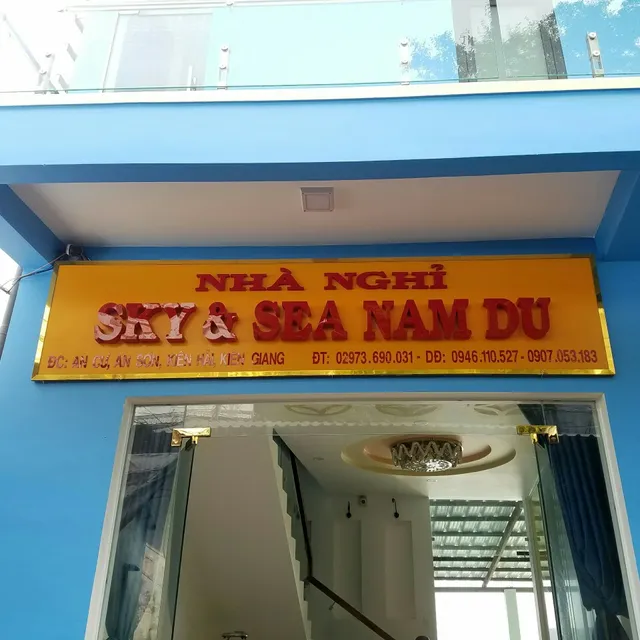 NHÀ NGHỈ
SKY & SEA NAM DU
ĐC: AN CƯ, AN SƠN, KIÊN HẢI, KIÊN GIANG ĐT: 02973.690.031 - DĐ: 0946.110.527 - 0907.053.183